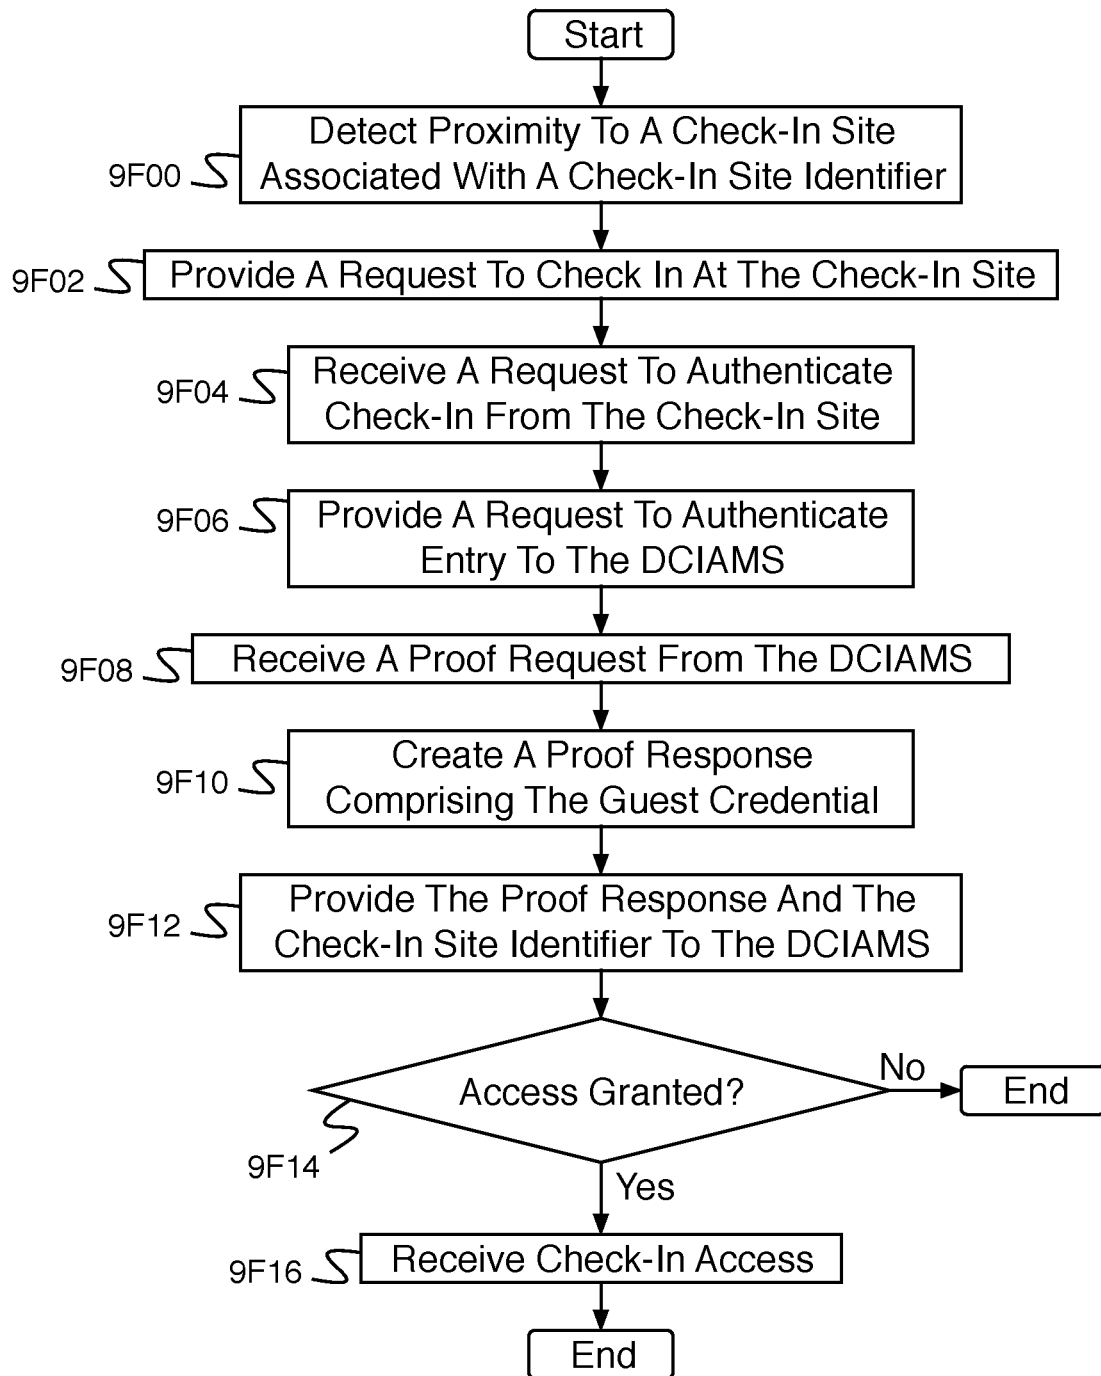 Start
Detect Proximity To A Check-In Site
Associated With A Check-In Site Identifier
9F00
Provide A Request To Check In At The Check-In Site
9F02
Receive A Request To Authenticate
Check-In From The Check-In Site
9F04
Provide A Request To Authenticate
Entry To The DCIAMS
9F06
Receive A Proof Request From The DCIAMS
9F08
Create A Proof Response
Comprising The Guest Credential
9F10
Provide The Proof Response And The
Check-In Site Identifier To The DCIAMS
9F12
Access Granted?
No
End
9F14
Yes
Receive Check-In Access
9F16
End